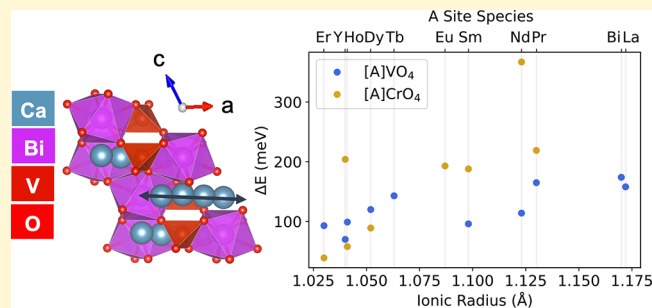 Ca
Bi
V
O
c
a
A Site Species
Er Y Ho Dy Tb Eu Sm Nd Pr Bi La
[A]VO₄
[A]CrO₄
ΔE (meV)
300
200
100
1.025 1.050 1.075 1.100 1.125 1.150 1.175
Ionic Radius (Å)